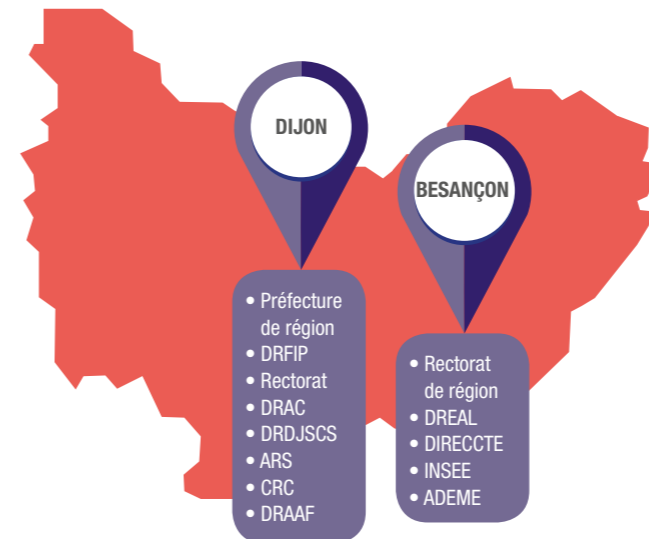 DIJON
• Préfecture
de région
• DRFIP
• Rectorat
• DRAC
• DRDJSCS
• ARS
• CRC
• DRAAF
BESANÇON
• Rectorat
de région
• DREAL
• DIRECCTE
• INSEE
• ADEME